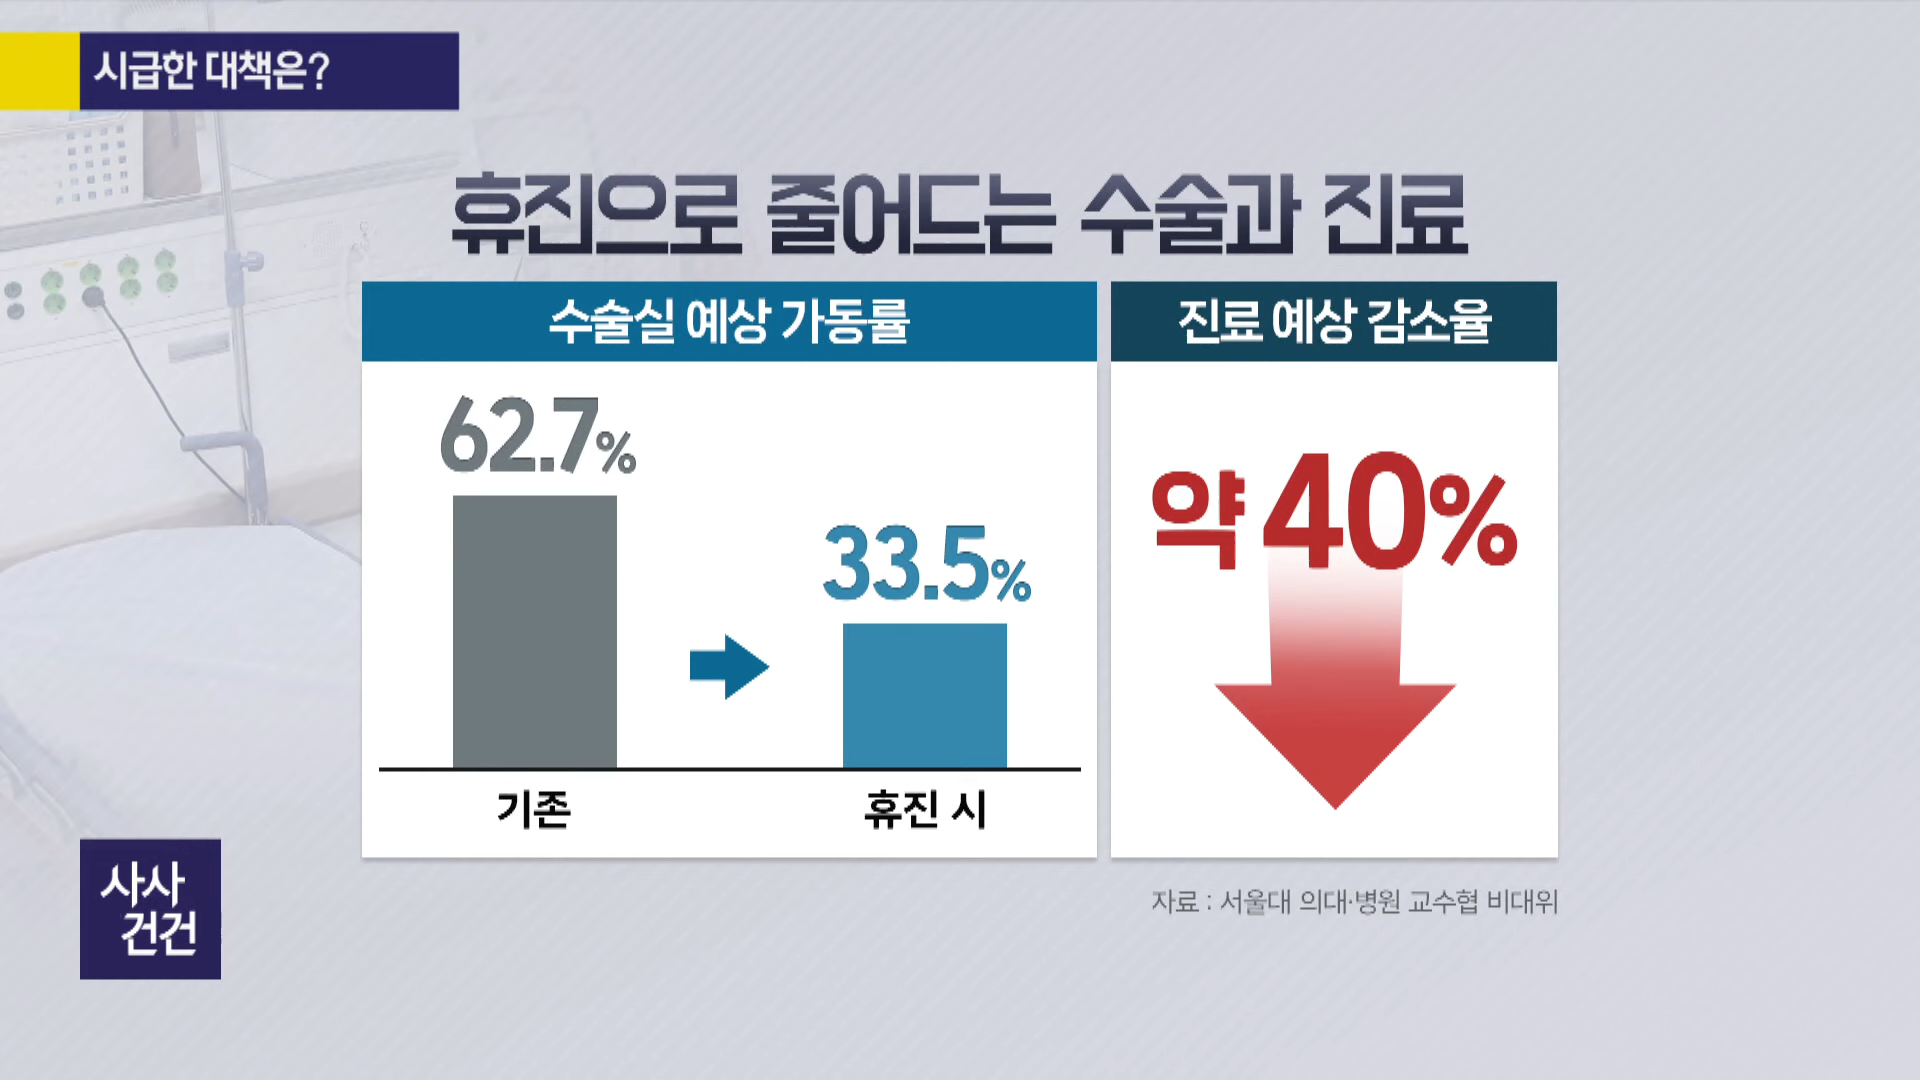 시급한 대책은?
휴진으로 줄어드는 수술과 진료
수술실 예상 가동률
62.7%
33.5%
기존
휴진 시
진료 예상 감소율
약 40%
자료 : 서울대 의대·병원 교수협 비대위
사사
건건